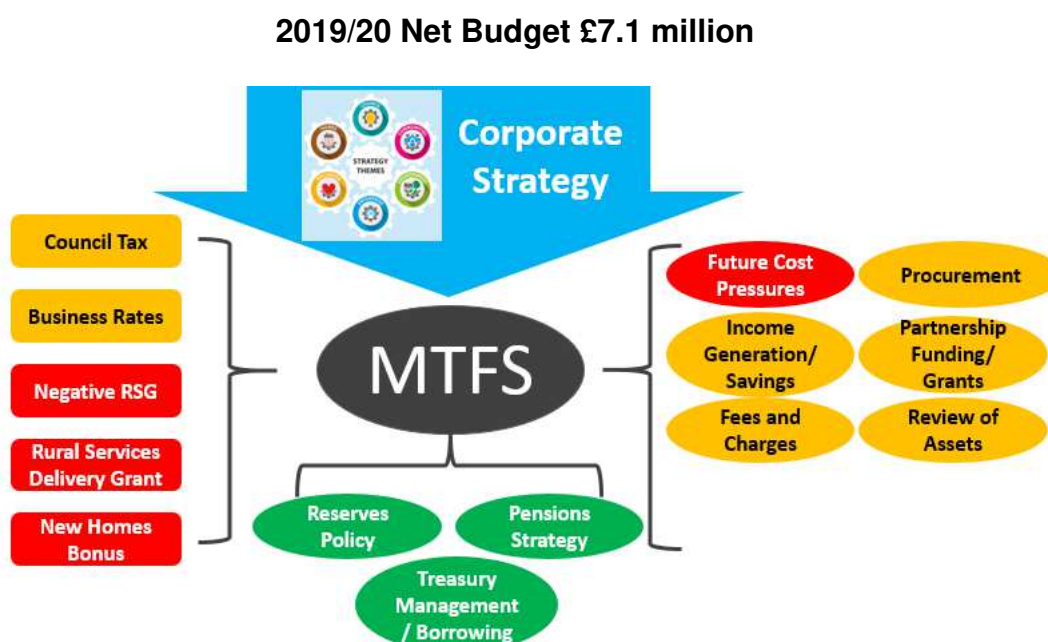 2019/20 Net Budget £7.1 million
Corporate
Strategy
STRATEGY
THEMES
Council Tax
Business Rates
Negative RSG
Rural Services
Delivery Grant
New Homes
Bonus
MTFS
Future Cost
Pressures
Procurement
Income
Generation/
Savings
Partnership
Funding/
Grants
Fees and
Charges
Review of
Assets
Reserves
Policy
Pensions
Strategy
Treasury
Management
/ Borrowing